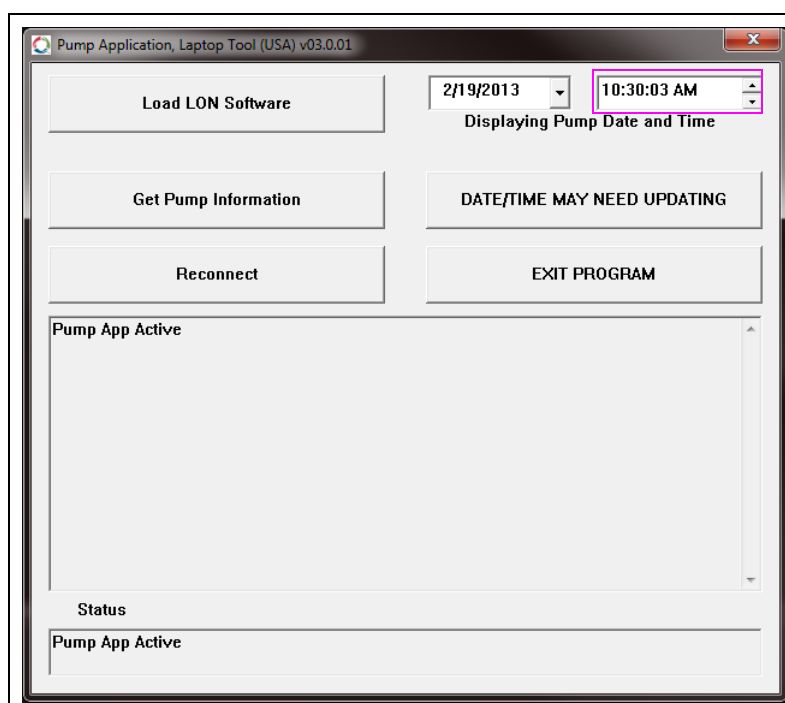 Pump Application, Laptop Tool (USA) v03.0.01
Load LON Software
2/19/2013
10:30:03 AM
Displaying Pump Date and Time
Get Pump Information
DATE/TIME MAY NEED UPDATING
Reconnect
EXIT PROGRAM
Pump App Active
Status
Pump App Active